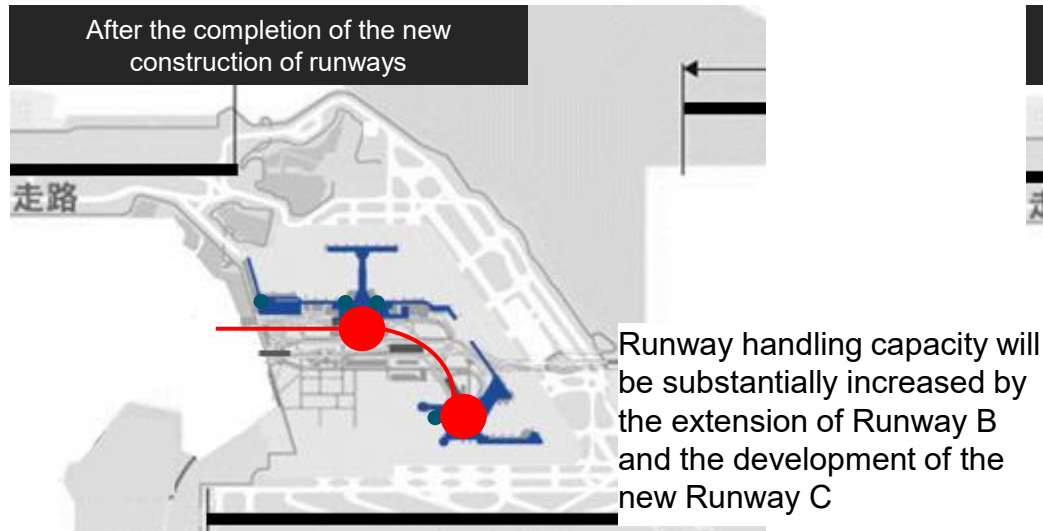 After the completion of the new
construction of runways
走路
Runway handling capacity will
be substantially increased by
the extension of Runway B
and the development of the
new Runway C